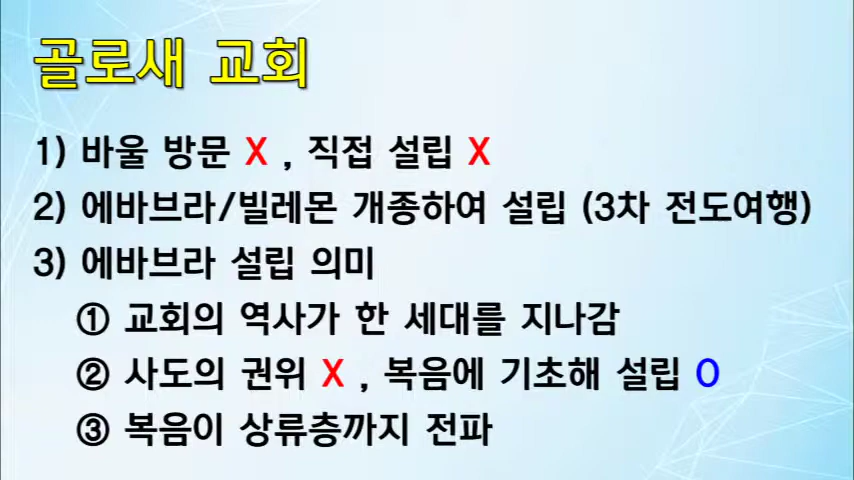 골로새 교회
1) 바울 방문 X , 직접 설립 X
2) 에바브라/빌레몬 개종하여 설립 (3차 전도여행)
3) 에바브라 설립 의미
① 교회의 역사가 한 세대를 지나감
② 사도의 권위 X , 복음에 기초해 설립 O
③ 복음이 상류층까지 전파